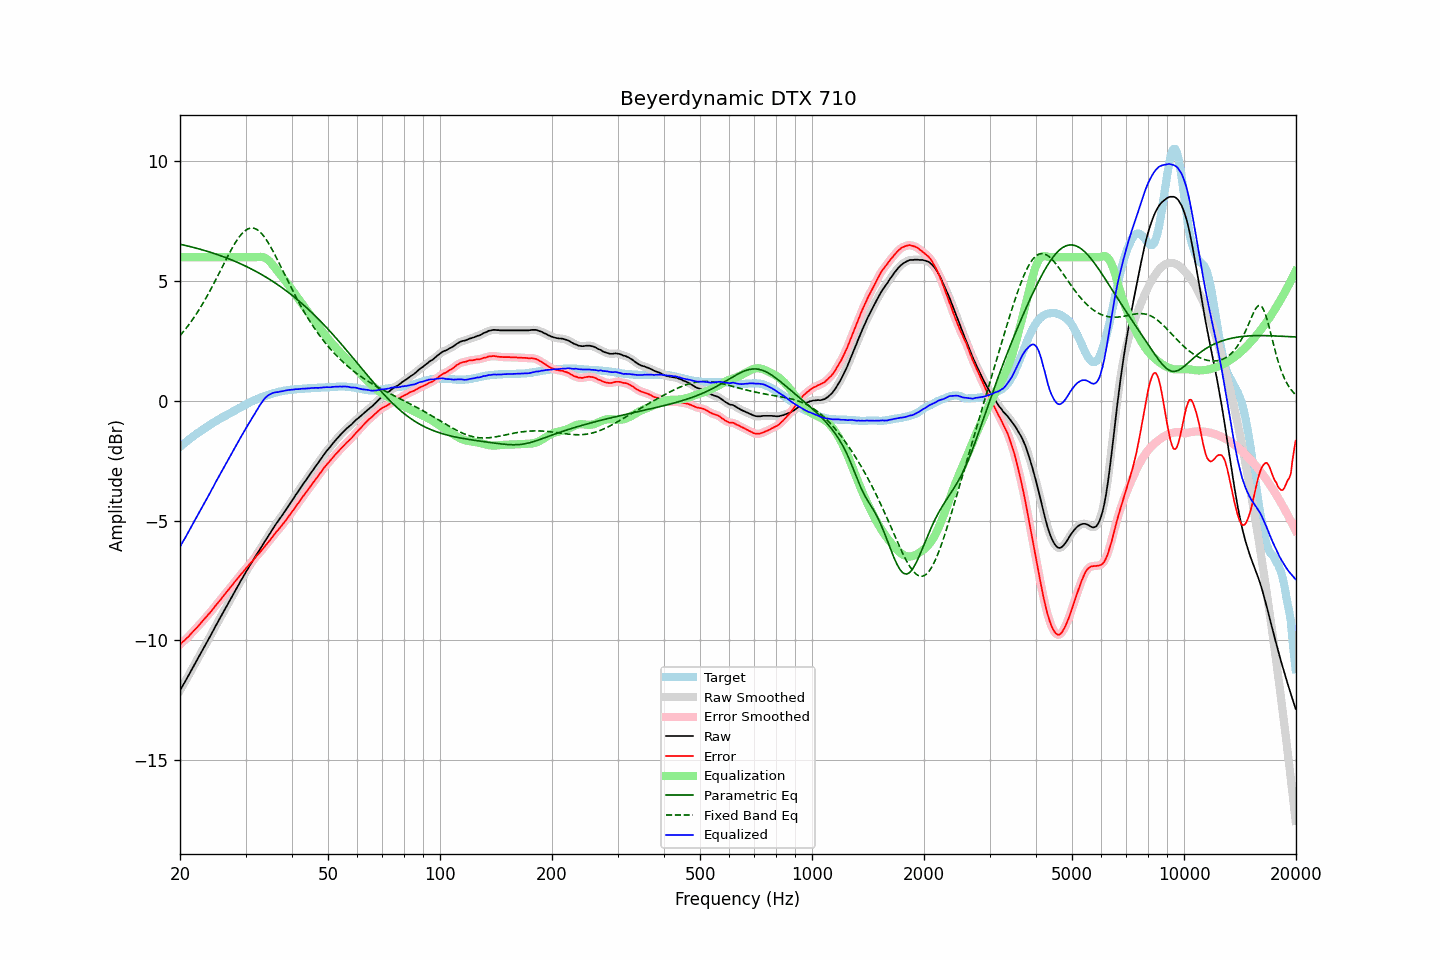 Beyerdynamic DTX 710
Amplitude (dBr)
10
5
0
−5
−10
−15
Target
Raw Smoothed
Error Smoothed
Raw
Error
Equalization
Parametric Eq
Fixed Band Eq
Equalized
20 50 100 200 500 1000 2000 5000 10000 20000
Frequency (Hz)